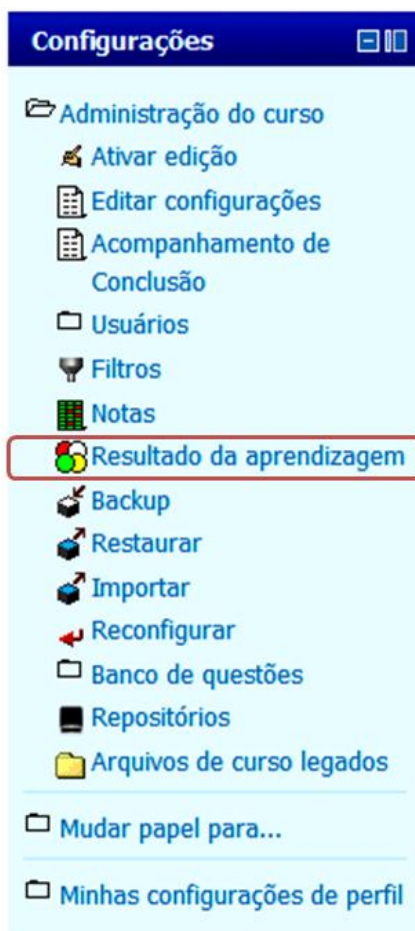 Configurações
Administração do curso
Ativar edição
Editar configurações
Acompanhamento de
Conclusão
Usuários
Filtros
Notas
Resultado da aprendizagem
Backup
Restaurar
Importar
Reconfigurar
Banco de questões
Repositórios
Arquivos de curso legados
Mudar papel para...
Minhas configurações de perfil